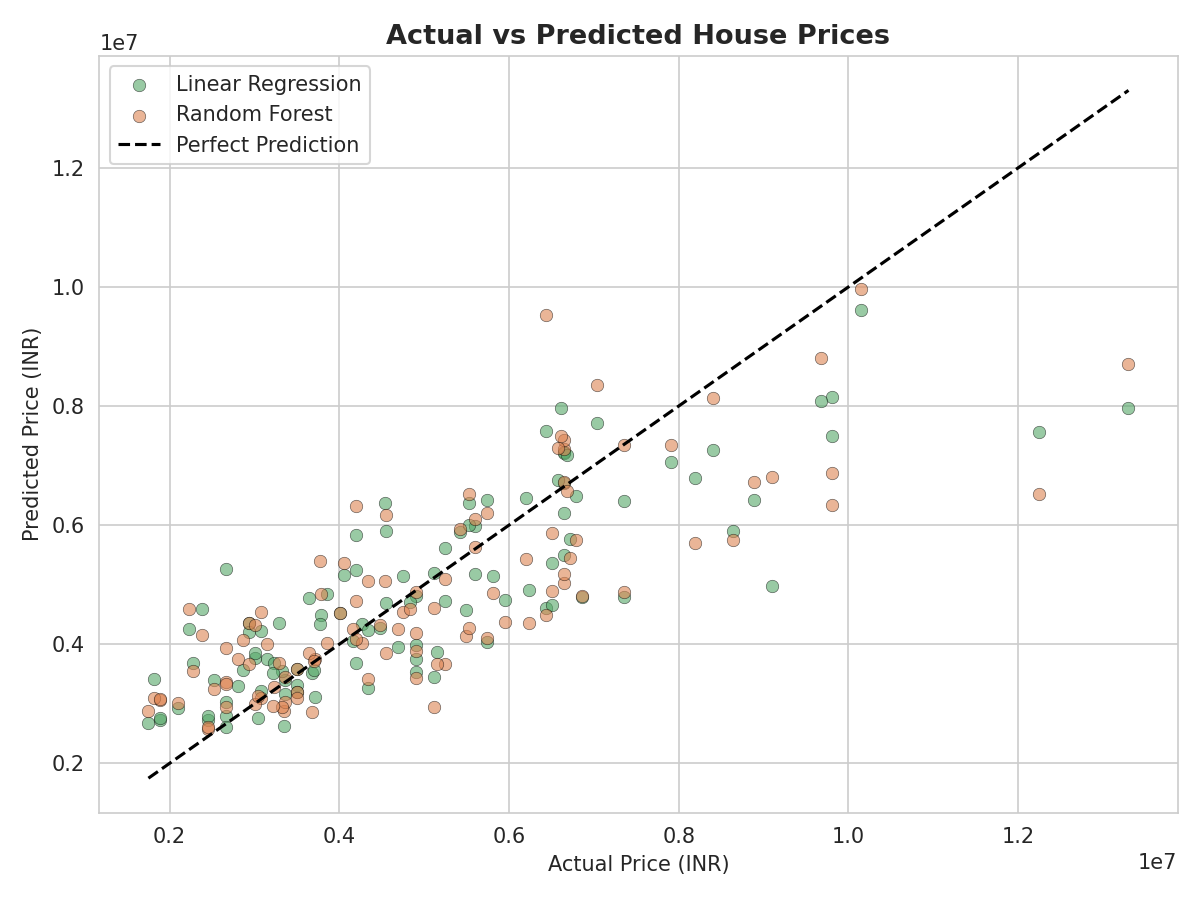 Actual vs Predicted House Prices
1e7
Linear Regression
Random Forest
Perfect Prediction
1.2
1.0
0.8
0.6
0.4
0.2
Predicted Price (INR)
0.2 0.4 0.6 0.8 1.0 1.2
1e7
Actual Price (INR)